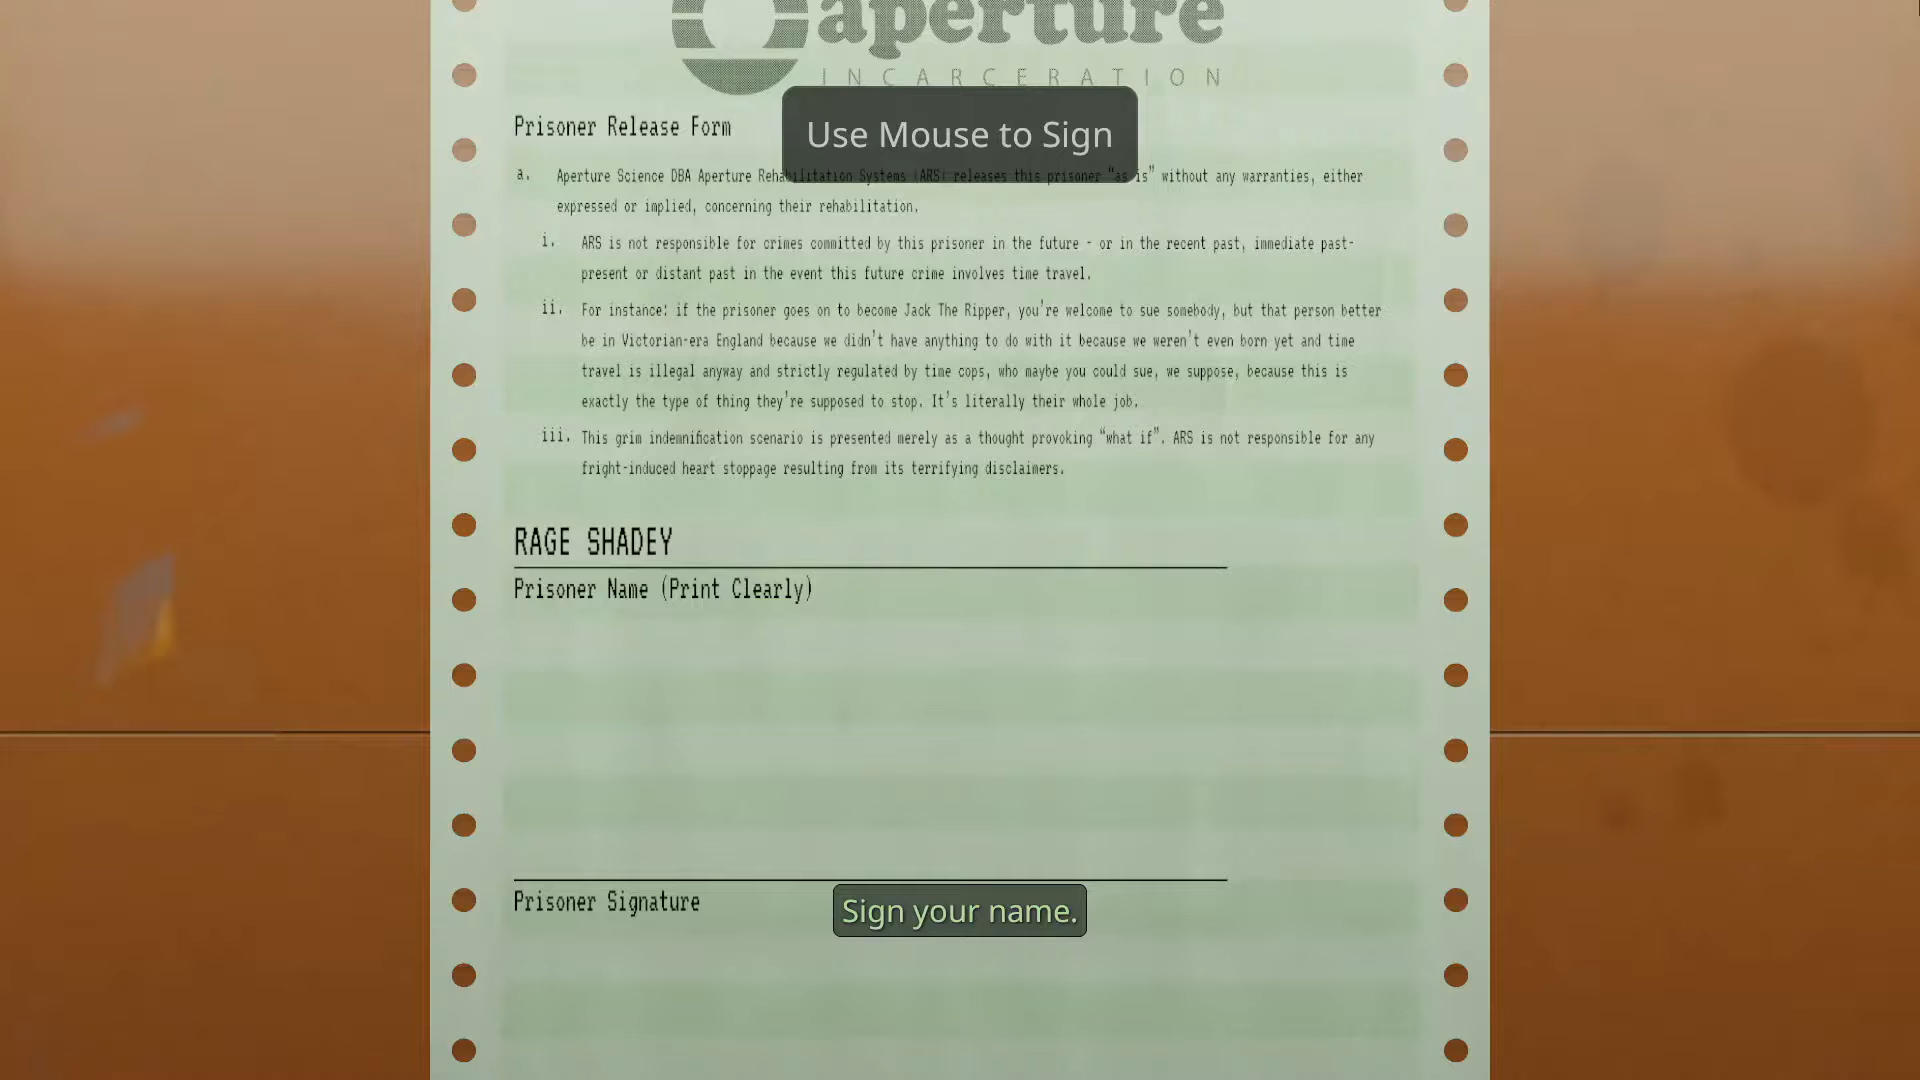 aperture
INCARCERATION
Use Mouse to Sign
Prisoner Release Form
a. Aperture Science DBA Aperture Rehabilitation Systems (ARS) releases this prisoner “as is” without any warranties, either
expressed or implied, concerning their rehabilitation.
i. ARS is not responsible for crimes committed by this prisoner in the future - or in the recent past, immediate past-
present or distant past in the event this future crime involves time travel.
ii. For instance: if the prisoner goes on to become Jack The Ripper, you're welcome to sue somebody, but that person better
be in Victorian-era England because we didn't have anything to do with it because we weren't even born yet and time
travel is illegal anyway and strictly regulated by time cops, who maybe you could sue, we suppose, because this is
exactly the type of thing they're supposed to stop. It's literally their whole job.
iii. This grim indemnification scenario is presented merely as a thought provoking “what if”. ARS is not responsible for any
fright-induced heart stoppage resulting from its terrifying disclaimers.
RAGE SHADEY
Prisoner Name (Print Clearly)
Prisoner Signature
Sign your name.